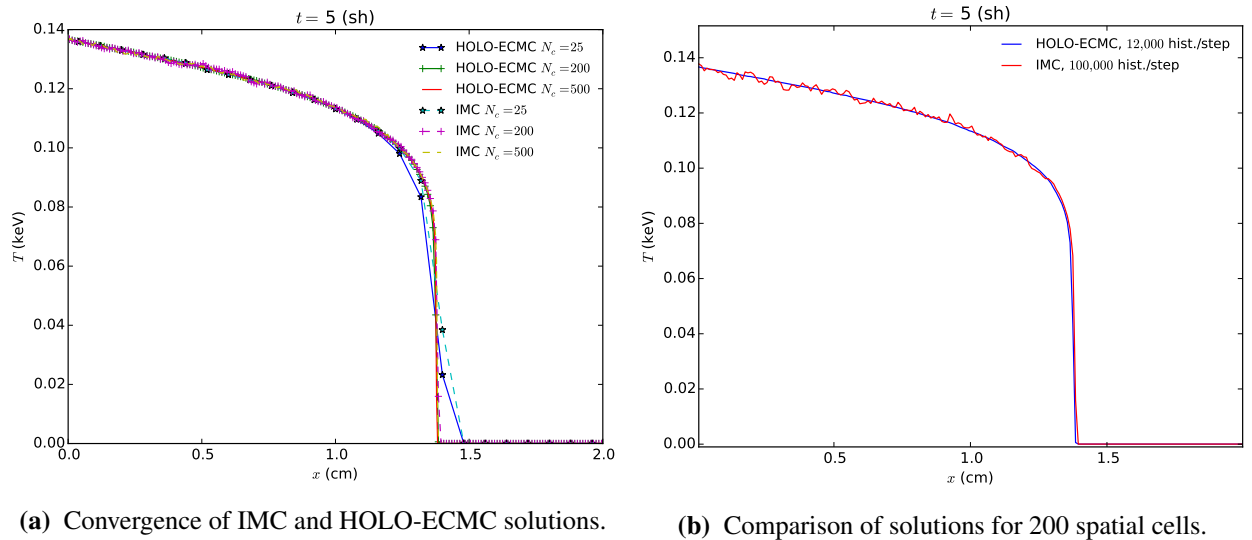 t = 5 (sh)
0.14
0.12
0.10
0.08
0.06
0.04
0.02
0.00
T (keV)
0.0
0.5
1.0
1.5
2.0
x (cm)
HOLO-ECMC N_c=25
HOLO-ECMC N_c=200
HOLO-ECMC N_c=500
IMC N_c=25
IMC N_c=200
IMC N_c=500
(a) Convergence of IMC and HOLO-ECMC solutions.
t = 5 (sh)
0.14
0.12
0.10
0.08
0.06
0.04
0.02
0.00
T (keV)
0.5
1.0
1.5
x (cm)
HOLO-ECMC, 12,000 hist./step
IMC, 100,000 hist./step
(b) Comparison of solutions for 200 spatial cells.